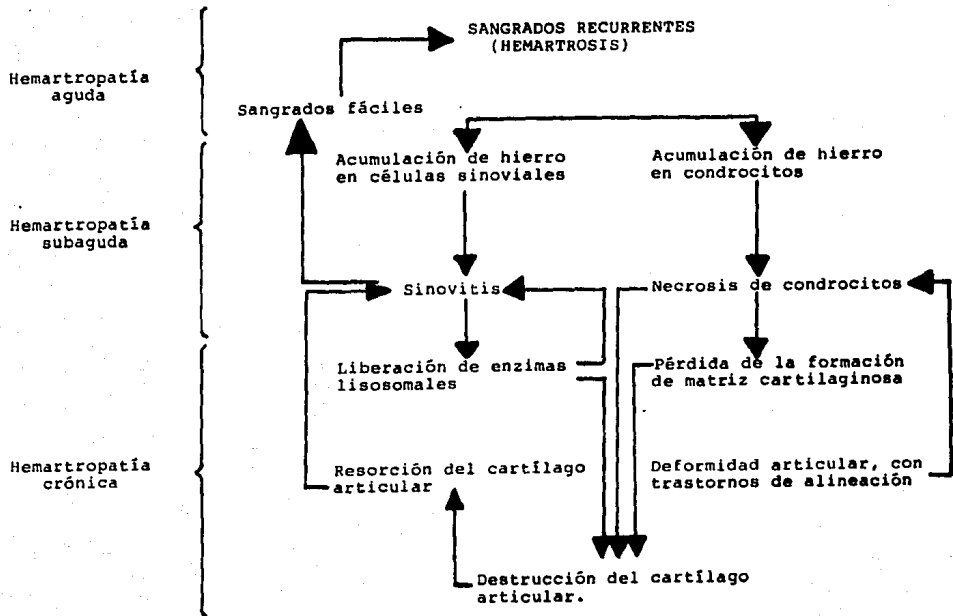 SANGRADOS RECURRENTES
(HEMARTROSIS)
Hemartropatía
aguda
Sangrados fáciles
Acumulación de hierro
en células sinoviales
Acumulación de hierro
en condrocitos
Hemartropatía
subaguda
Sinovitis
Necrosis de condrocitos
Liberación de enzimas
lisosomales
Pérdida de la formación
de matriz cartilaginosa
Hemartropatía
crónica
Resorción del cartílago
articular
Deformidad articular, con
trastornos de alineación
Destrucción del cartílago
articular.